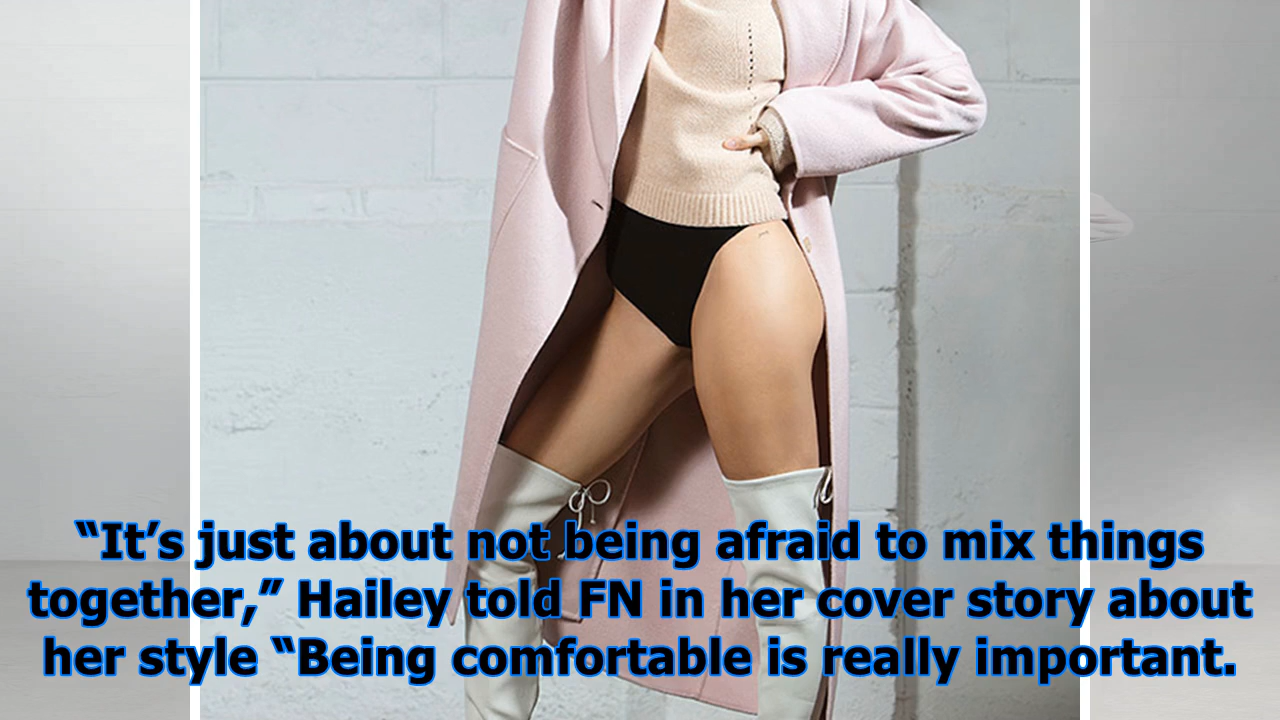 “It’s just about not being afraid to mix things
together,” Hailey told FN in her cover story about
her style “Being comfortable is really important.